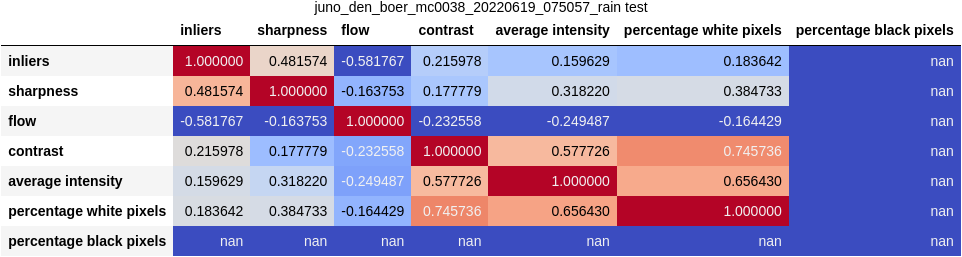 juno_den_boer_mc0038_20220619_075057_rain test
inliers sharpness flow contrast average intensity percentage white pixels percentage black pixels
inliers 1.000000 0.481574 -0.581767 0.215978 0.159629 0.183642 nan
sharpness 0.481574 1.000000 -0.163753 0.177779 0.318220 0.384733 nan
flow -0.581767 -0.163753 1.000000 -0.232558 -0.249487 -0.164429 nan
contrast 0.215978 0.177779 -0.232558 1.000000 0.577726 0.745736 nan
average intensity 0.159629 0.318220 -0.249487 0.577726 1.000000 0.656430 nan
percentage white pixels 0.183642 0.384733 -0.164429 0.745736 0.656430 1.000000 nan
percentage black pixels nan nan nan nan nan nan nan